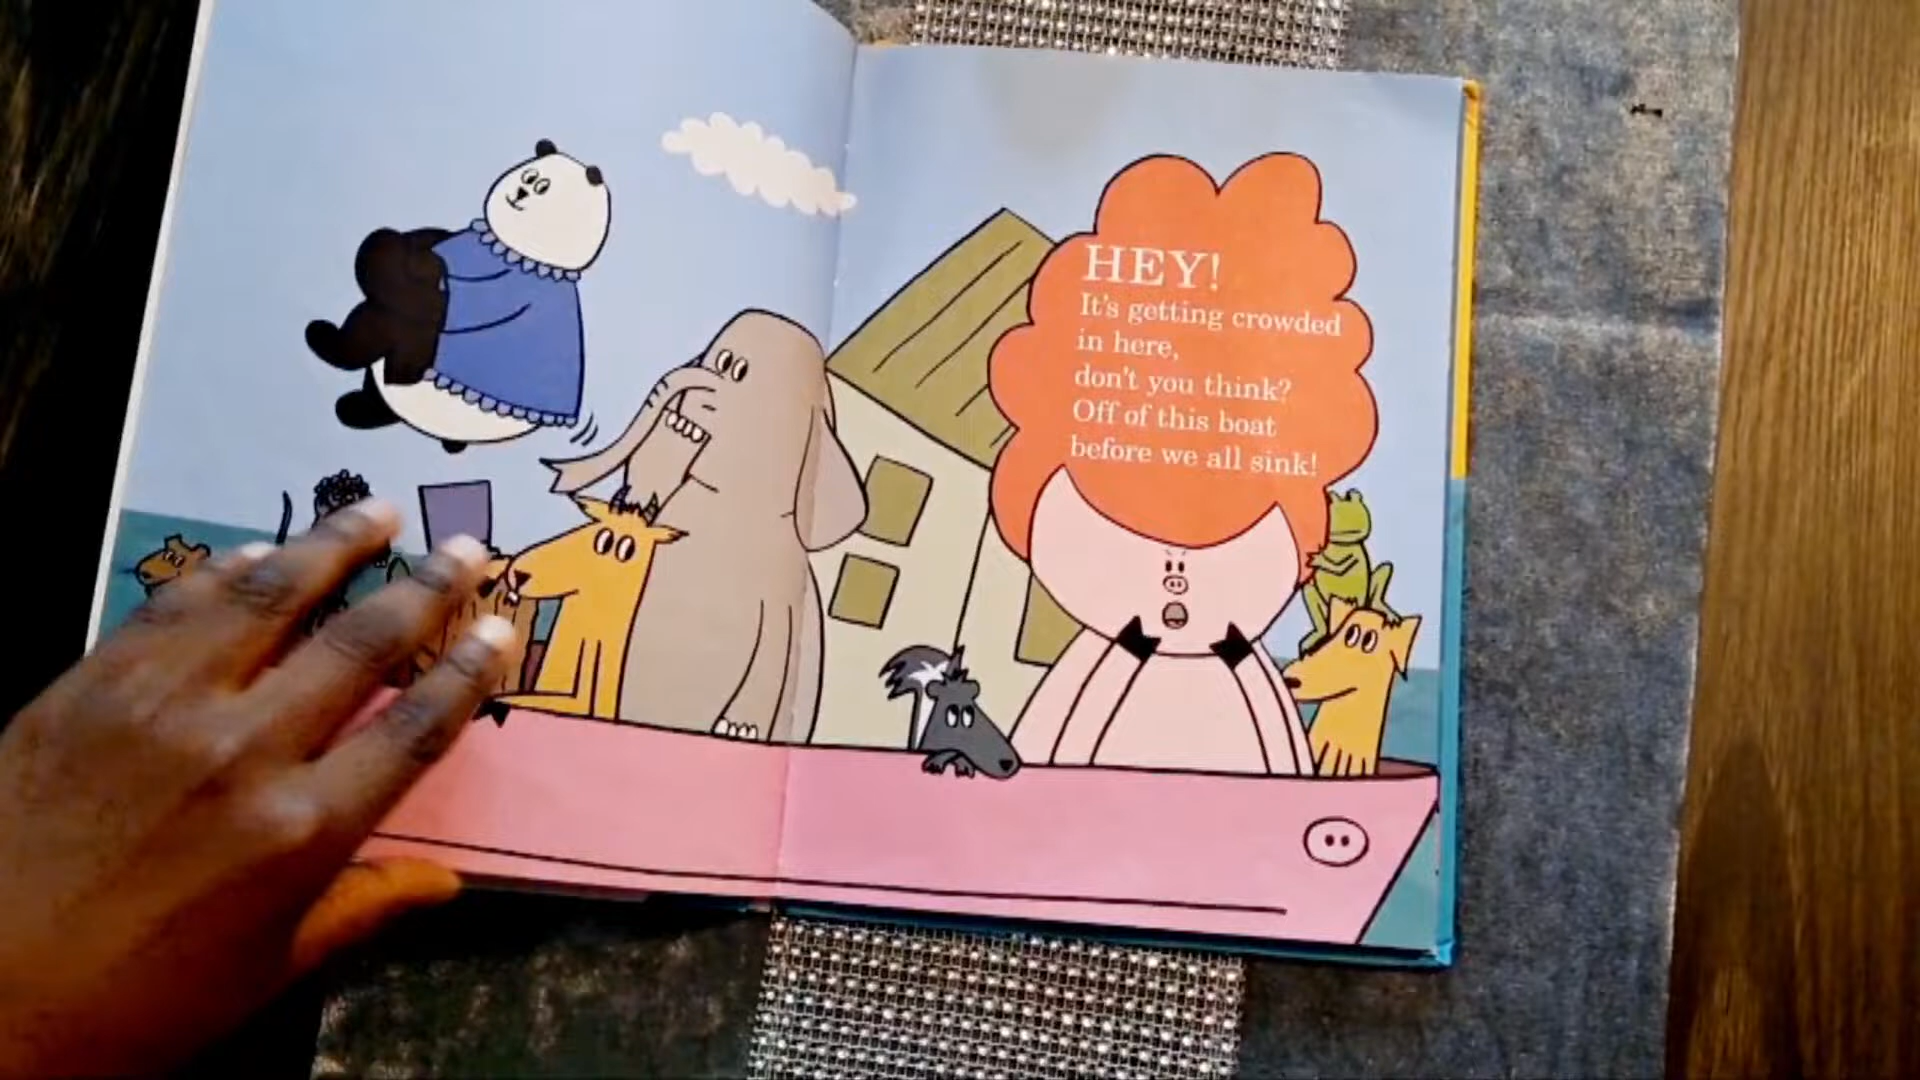 HEY!
It's getting crowded
in here,
don't you think?
Off of this boat
before we all sink!